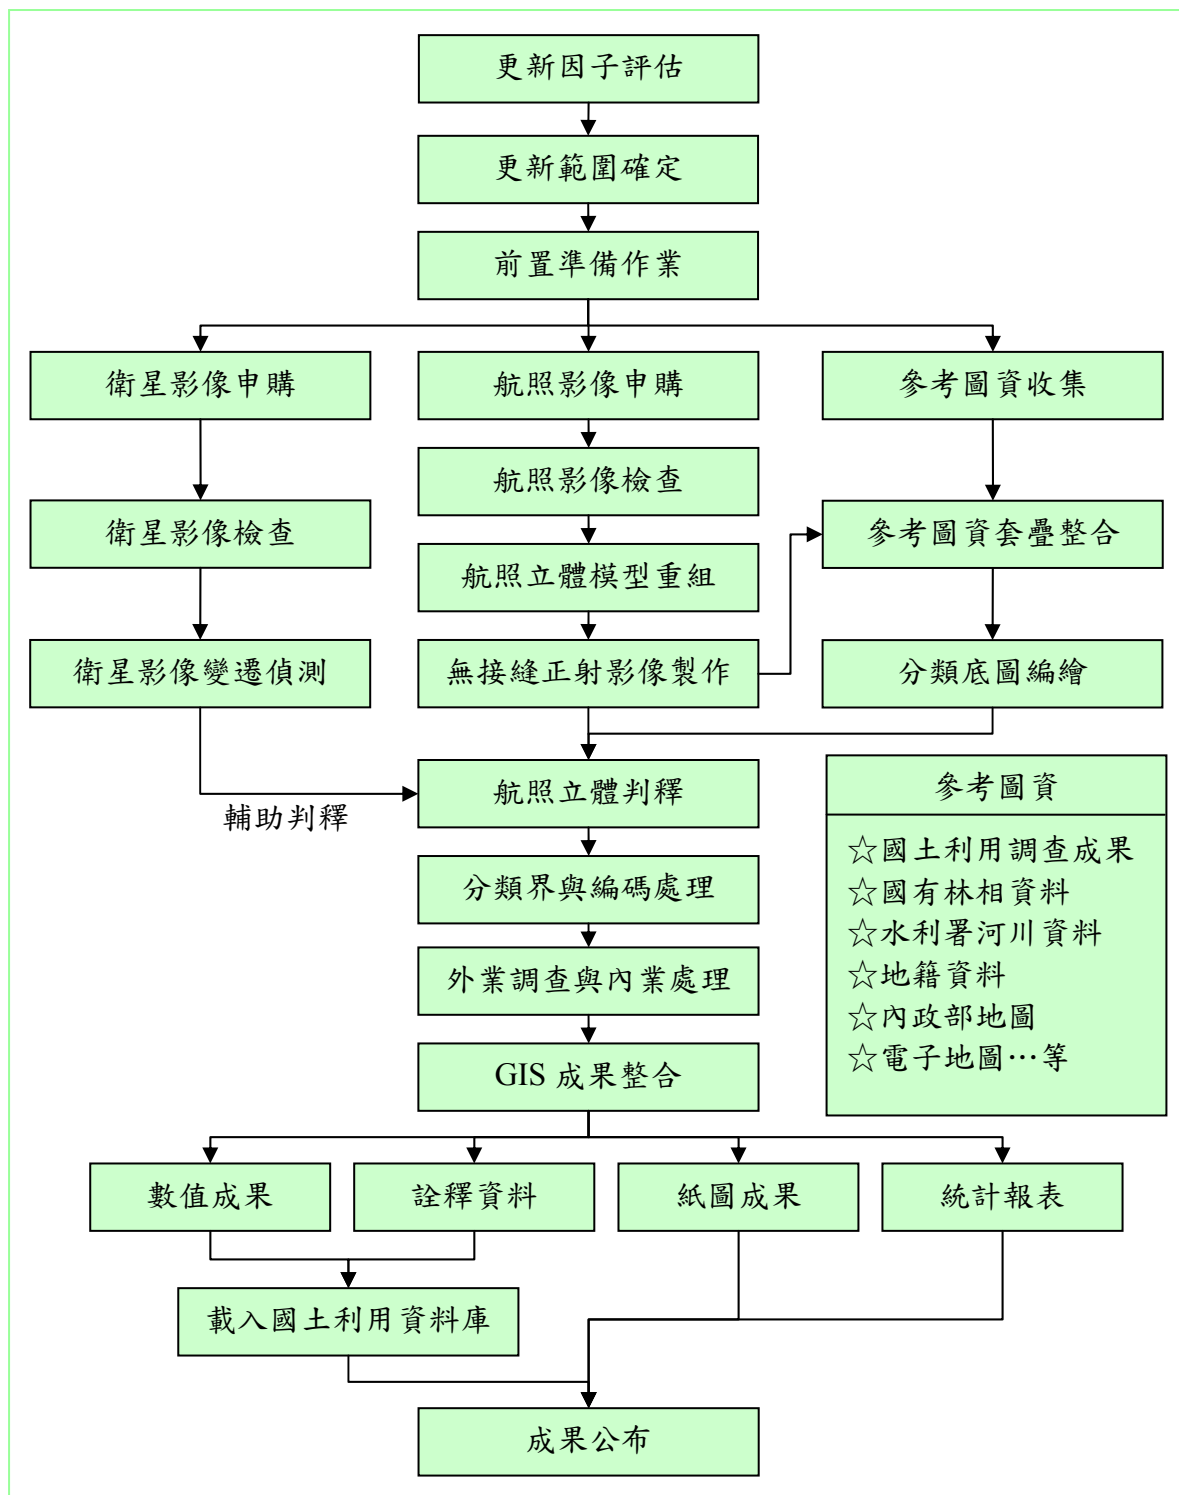 更新因子評估
更新範圍確定
前置準備作業
衛星影像申購
航照影像申購
參考圖資收集
航照影像檢查
衛星影像檢查
參考圖資套疊整合
航照立體模型重組
衛星影像變遷偵測
無接縫正射影像製作
分類底圖編繪
航照立體判釋
輔助判釋
參考圖資
☆國土利用調查成果
☆國有林相資料
☆水利署河川資料
☆地籍資料
☆內政部地圖
☆電子地圖⋯等
分類界與編碼處理
外業調查與內業處理
GIS 成果整合
數值成果
詮釋資料
紙圖成果
統計報表
載入國土利用資料庫
成果公布